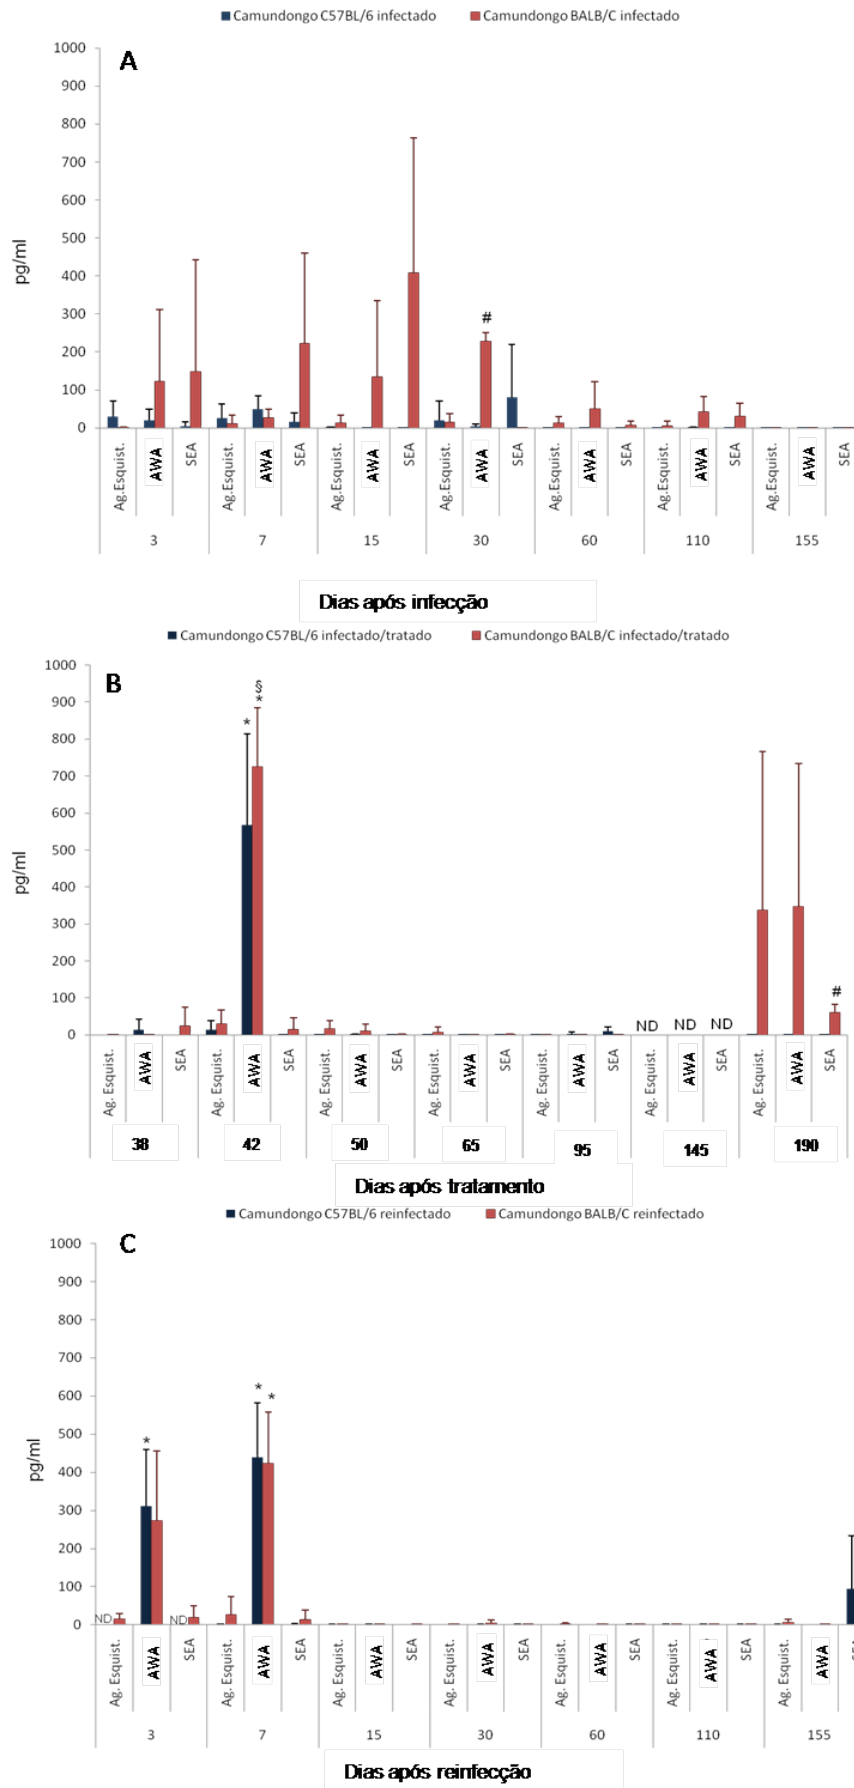 Camundongo C57BL/6 infectado Camundongo BALB/C infectado
A
1000
900
800
700
600
500
400
300
200
100
0
pg/ml
#
Ag.Esquist. AWA SEA Ag.Esquist. AWA SEA Ag.Esquist. AWA SEA Ag.Esquist. AWA SEA Ag.Esquist. AWA SEA Ag.Esquist. AWA SEA Ag.Esquist. AWA SEA
3 7 15 30 60 110 155
Dias após infecção
Camundongo C57BL/6 infectado/tratado Camundongo BALB/C infectado/tratado
B
1000
900
800
700
600
500
400
300
200
100
0
pg/ml
§
* *
#
ND ND ND
Ag. Esquist. AWA SEA Ag. Esquist. AWA SEA Ag. Esquist. AWA SEA Ag. Esquist. AWA SEA Ag. Esquist. AWA SEA Ag. Esquist. AWA SEA Ag. Esquist. AWA SEA
38 42 50 65 95 145 190
Dias após tratamento
Camundongo C57BL/6 reinfectado Camundongo BALB/C reinfectado
C
1000
900
800
700
600
500
400
300
200
100
0
pg/ml
* * *
ND ND
Ag. Esquist. AWA SEA Ag. Esquist. AWA SEA Ag. Esquist. AWA SEA Ag. Esquist. AWA SEA Ag. Esquist. AWA SEA Ag. Esquist. AWA SEA Ag. Esquist. AWA
3 7 15 30 60 110 155
Dias após reinfecção